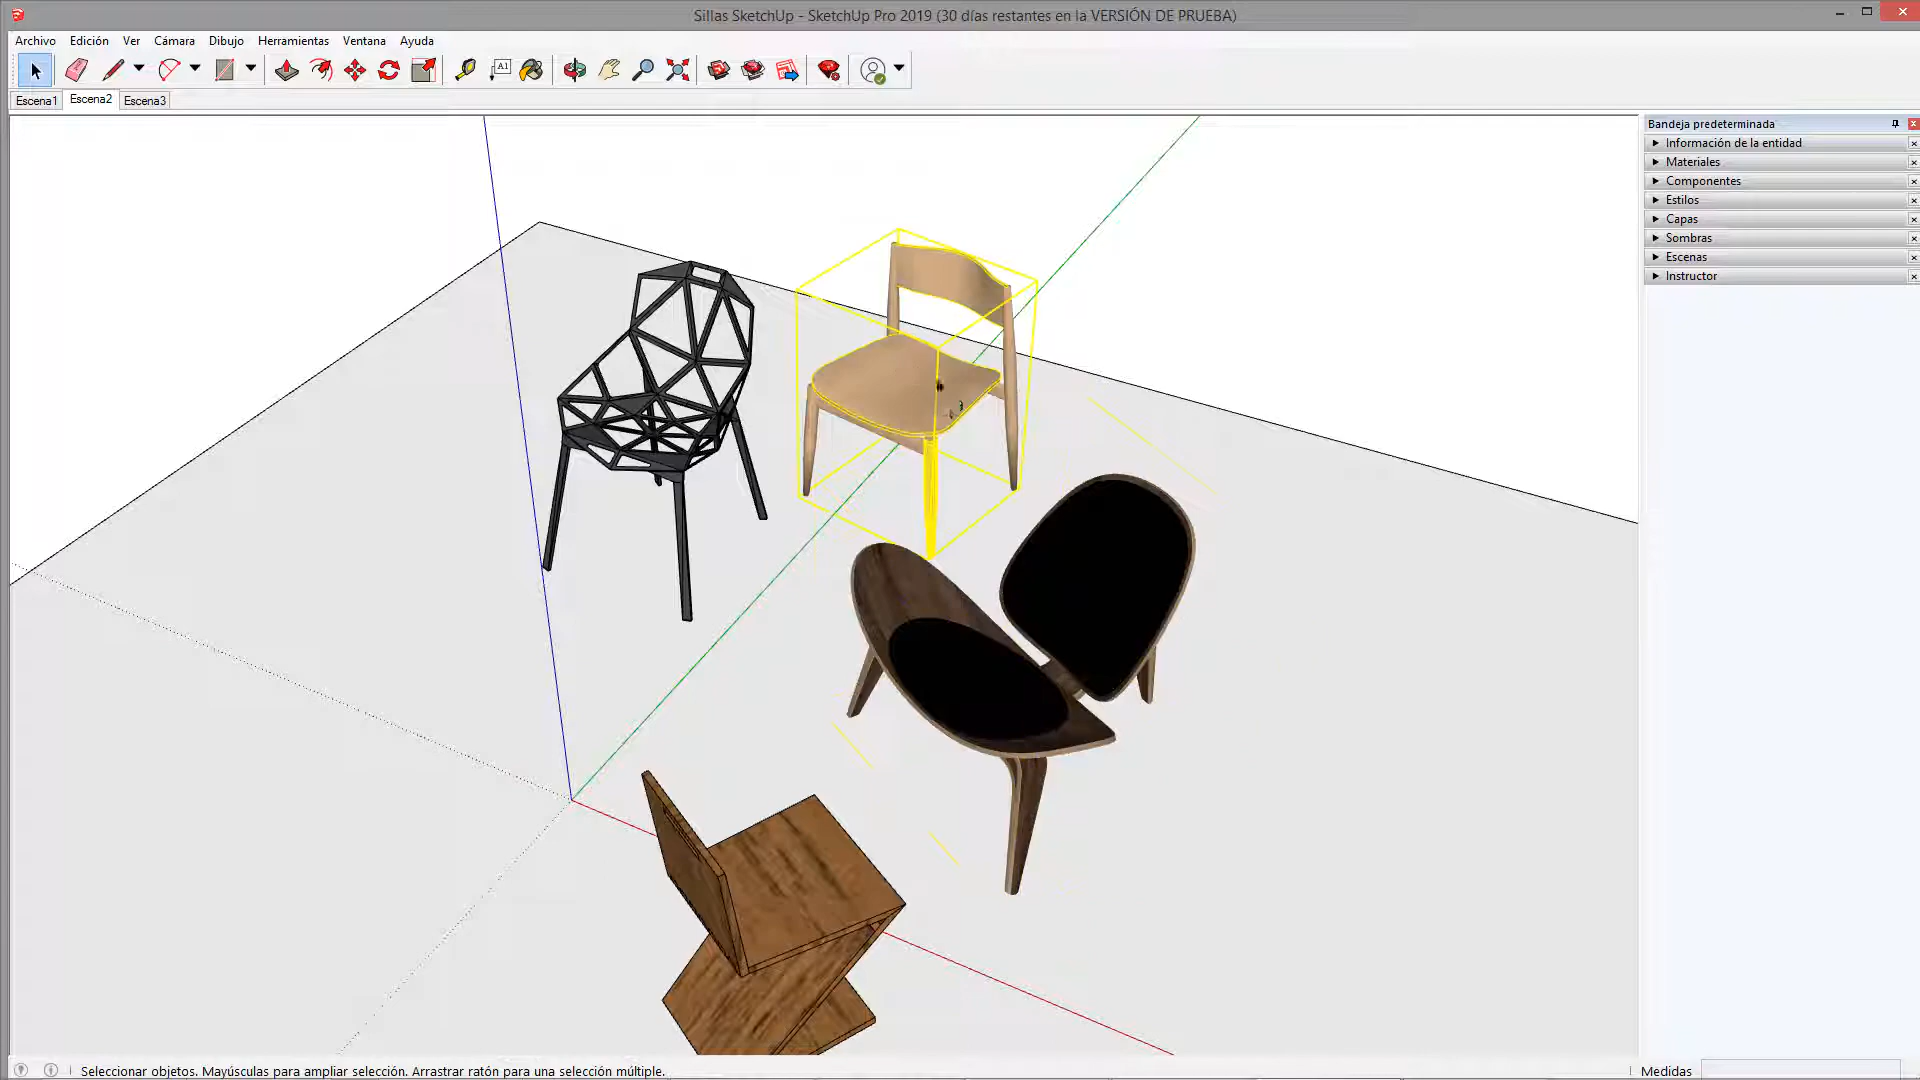 Sillas SketchUp - SketchUp Pro 2019 (30 días restantes en la VERSIÓN DE PRUEBA)
Archivo Edición Ver Cámara Dibujo Herramientas Ventana Ayuda
A1
Escena1 Escena2 Escena3
Bandeja predeterminada
Información de la entidad
Materiales
Componentes
Estilos
Capas
Sombras
Escenas
Instructor
Seleccionar objetos. Mayúsculas para ampliar selección. Arrastrar ratón para una selección múltiple.
Medidas